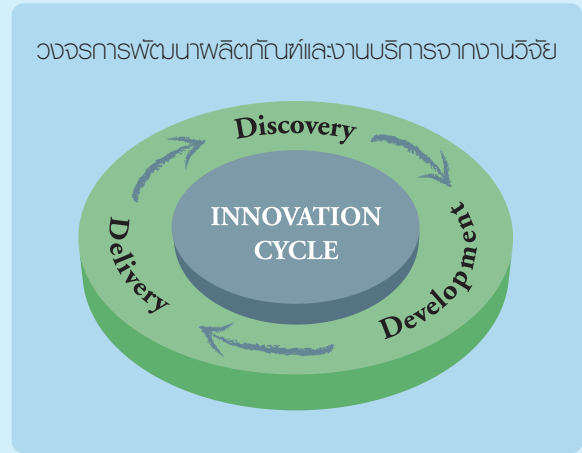 วงจรการพัฒนาผลิตภัณฑ์และงานบริการจากงานวิจัย
Discovery
INNOVATION
CYCLE
Development
Delivery